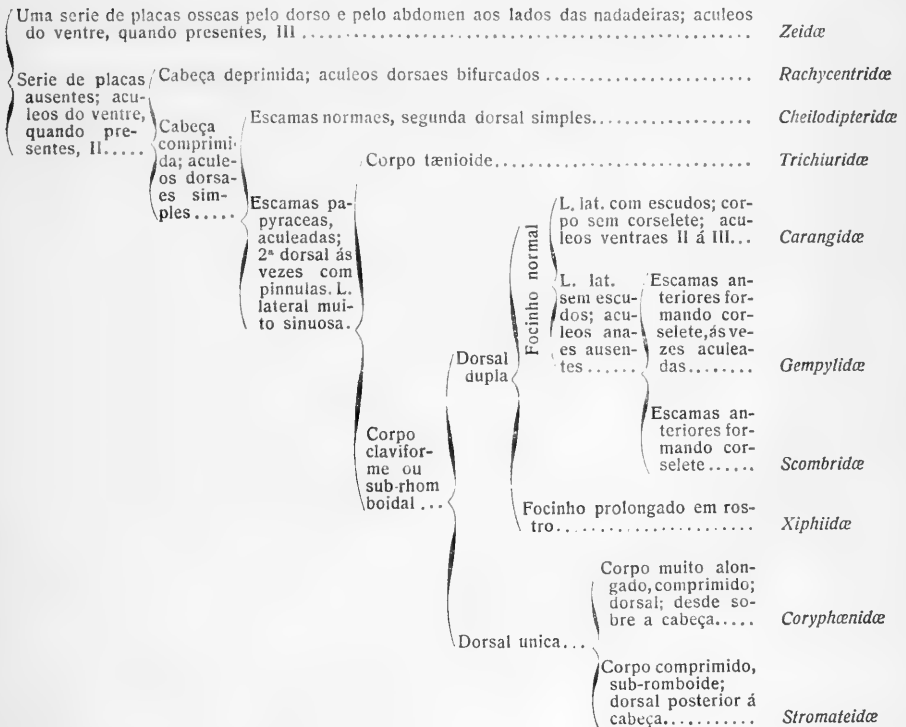 Uma serie de placas osseas pelo dorso e pelo abdomen aos lados das nadadeiras; aculeos
do ventre, quando presentes, III ........ Zeidæ
Serie de placas
ausentes; acu-
leos do ventre,
quando pre-
sentes, II.....
Cabeça deprimida; aculeos dorsaes bifurcados ........ Rachycentridæ
Cabeça
comprimi-
da; acule-
os dorsa-
es sim-
ples .....
Escamas normaes, segunda dorsal simples........ Cheilodipteridæ
Escamas pa-
pyraceas,
aculeadas;
2ª dorsal ás
vezes com
pinnulas. L.
lateral mui-
to sinuosa.
Corpo tænioide........ Trichiuridæ
Corpo
clavifor-
me ou
sub-rhom
boidal ...
Dorsal
dupla
Focinho normal
L. lat. com escudos; cor-
po sem corselete; acu-
leos ventraes II á III... Carangidæ
L. lat.
sem escu-
dos; acu-
leos ana-
es ausen-
tes ......
Escamas an-
teriores for-
mando cor-
selete, ás ve-
zes aculea-
das........ Gempylidæ
Escamas an-
teriores for-
mando cor-
selete ...... Scombridæ
Focinho prolongado em ros-
tro........ Xiphiidæ
Dorsal unica...
Corpo muito alon-
gado, comprimido;
dorsal; desde so-
bre a cabeça..... Coryphænidæ
Corpo comprimido,
sub-romboide;
dorsal posterior á
cabeça........... Stromateidæ